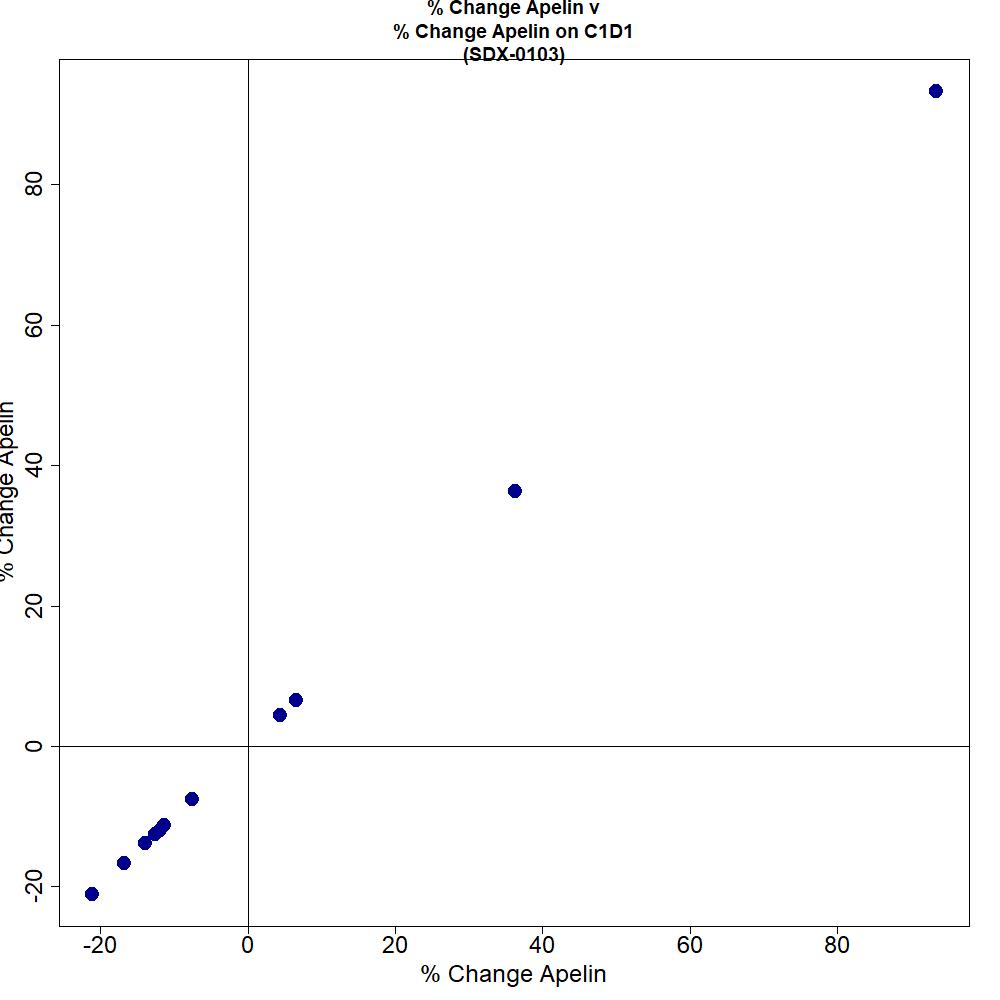 % Change Apelin v
% Change Apelin on C1D1
(SDX-0103)
80
60
40
20
0
-20
% Change Apelin
-20 0 20 40 60 80
% Change Apelin